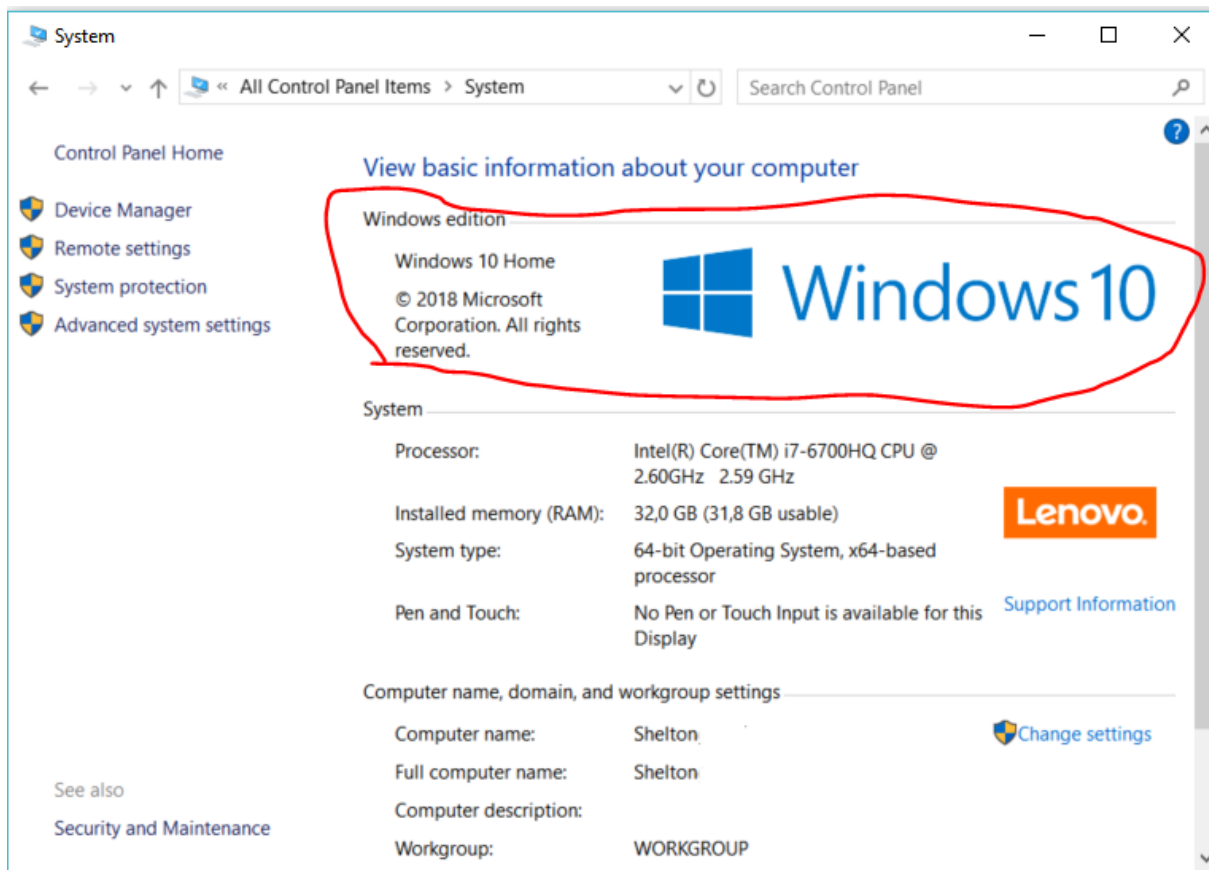 System
All Control Panel Items > System
Search Control Panel
?
Control Panel Home
Device Manager
Remote settings
System protection
Advanced system settings
See also
Security and Maintenance
View basic information about your computer
Windows edition
Windows 10 Home
© 2018 Microsoft
Corporation. All rights
reserved.
Windows 10
System
Processor:
Intel(R) Core(TM) i7-6700HQ CPU @
2.60GHz 2.59 GHz
Installed memory (RAM):
32,0 GB (31,8 GB usable)
System type:
64-bit Operating System, x64-based
processor
Pen and Touch:
No Pen or Touch Input is available for this
Display
Lenovo.
Support Information
Computer name, domain, and workgroup settings
Computer name:
Shelton
Full computer name:
Shelton
Computer description:
Workgroup:
WORKGROUP
Change settings